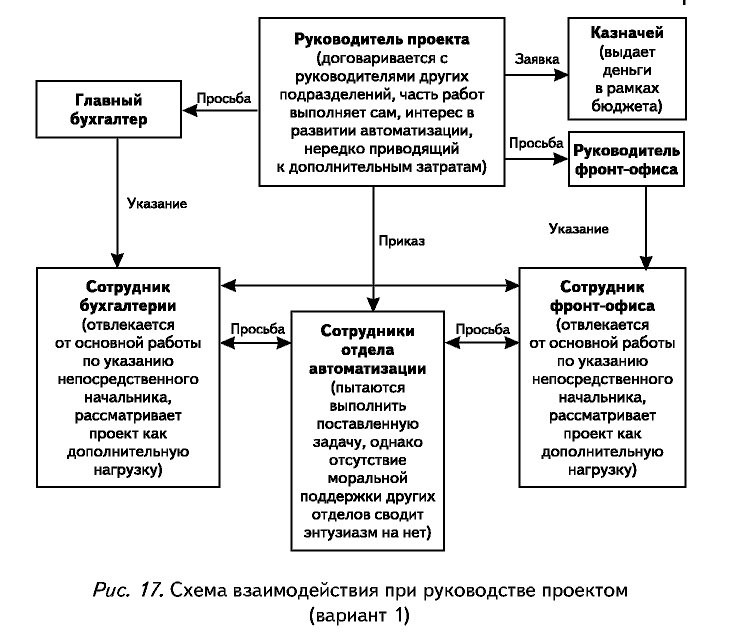 Руководитель проекта
(договаривается с
руководителями других
подразделений, часть работ
выполняет сам, интерес в
развитии автоматизации,
нередко приводящий
к дополнительным затратам)
Заявка
Казначей
(выдает
деньги
в рамках
бюджета)
Просьба
Главный
бухгалтер
Просьба
Руководитель
фронт-офиса
Указание
Приказ
Указание
Сотрудник
бухгалтерии
(отвлекается
от основной работы
по указанию
непосредственного
начальника,
рассматривает
проект как
дополнительную
нагрузку)
Просьба
Сотрудники
отдела
автоматизации
(пытаются
выполнить
поставленную
задачу, однако
отсутствие
моральной
поддержки других
отделов сводит
энтузиазм на нет)
Просьба
Сотрудник
фронт-офиса
(отвлекается
от основной работы
по указанию
непосредственного
начальника,
рассматривает
проект как
дополнительную
нагрузку)
Рис. 17. Схема взаимодействия при руководстве проектом
(вариант 1)